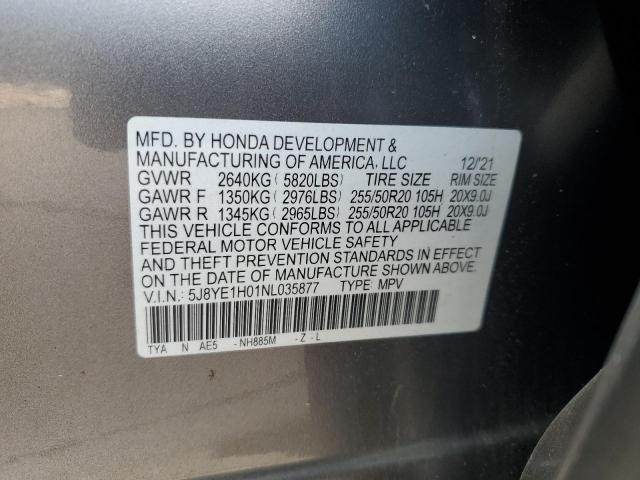 MFD. BY HONDA DEVELOPMENT &
MANUFACTURING OF AMERICA, LLC 12/'21
GVWR 2640KG ( 5820LBS) TIRE SIZE RIM SIZE
GAWR F 1350KG ( 2976LBS) 255/50R20 105H 20X9.0J
GAWR R 1345KG ( 2965LBS) 255/50R20 105H 20X9.0J
THIS VEHICLE CONFORMS TO ALL APPLICABLE
FEDERAL MOTOR VEHICLE SAFETY
AND THEFT PREVENTION STANDARDS IN EFFECT
ON THE DATE OF MANUFACTURE SHOWN ABOVE.
V.I.N.: 5J8YE1H01NL035877 TYPE: MPV
TYA N AE5 -NH885M -Z-L